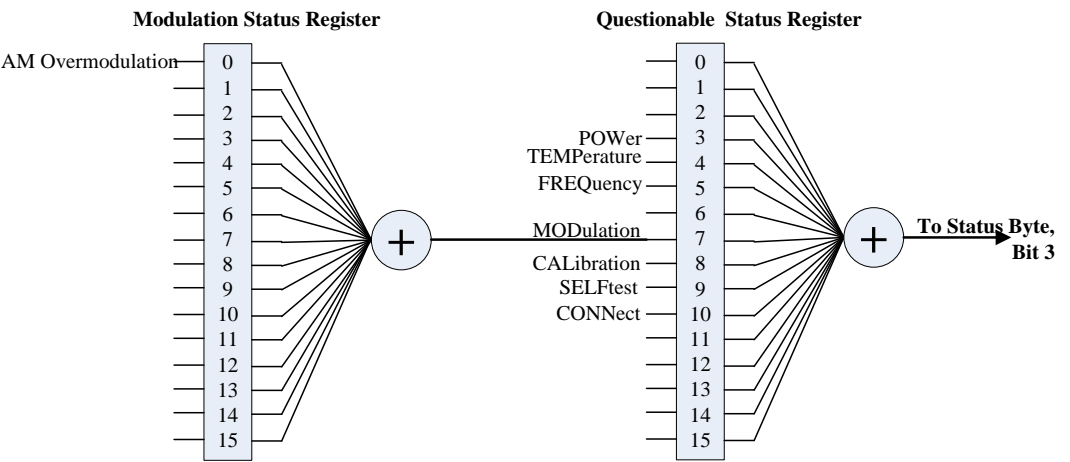 Modulation Status Register
AM Overmodulation
0
1
2
3
4
5
6
7
8
9
10
11
12
13
14
15
+
Questionable Status Register
POWer
TEMPerature
FREQuency
MODulation
CALibration
SELFtest
CONNect
0
1
2
3
4
5
6
7
8
9
10
11
12
13
14
15
+
To Status Byte,
Bit 3